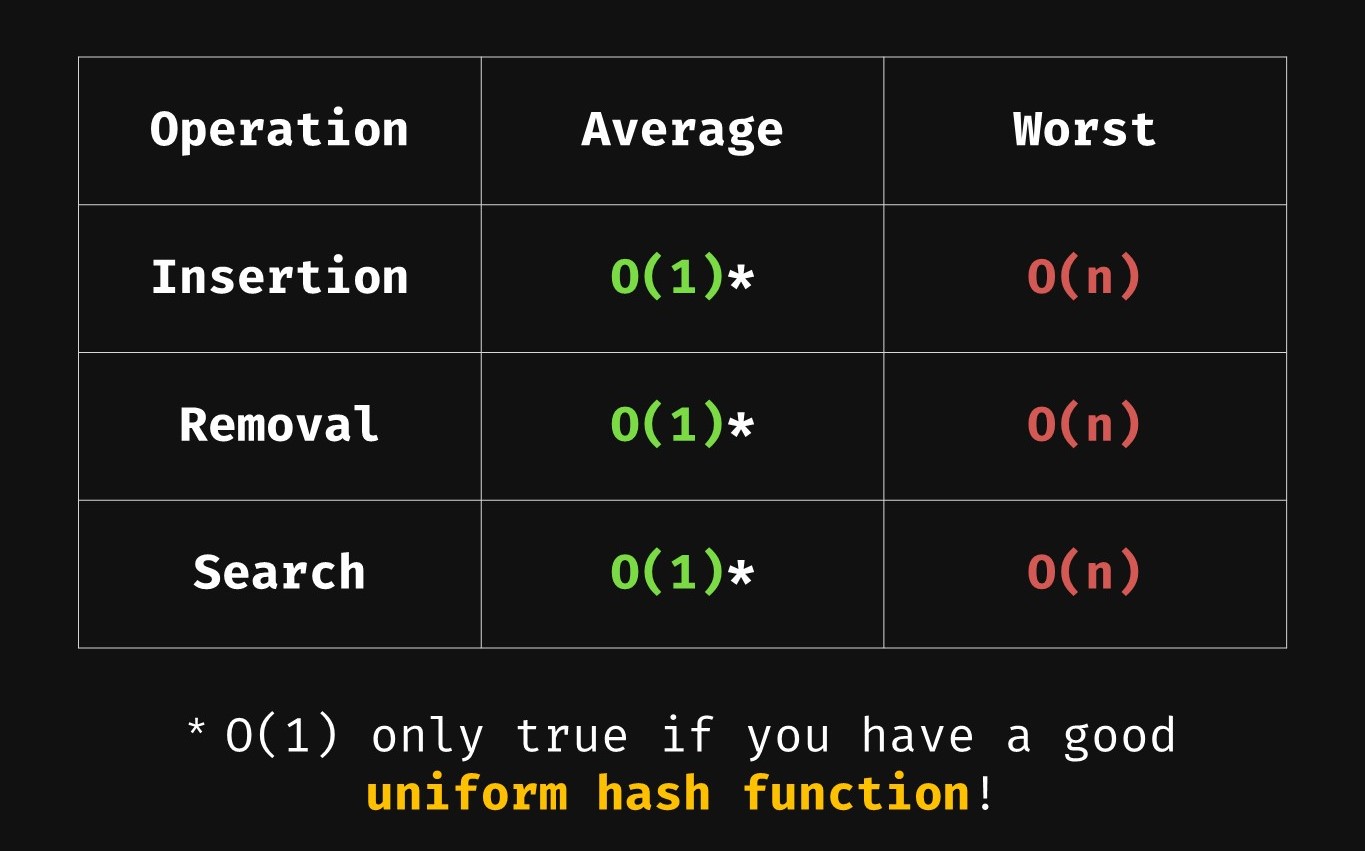 Operation Average Worst
Insertion O(1)* O(n)
Removal O(1)* O(n)
Search O(1)* O(n)
* O(1) only true if you have a good
uniform hash function!